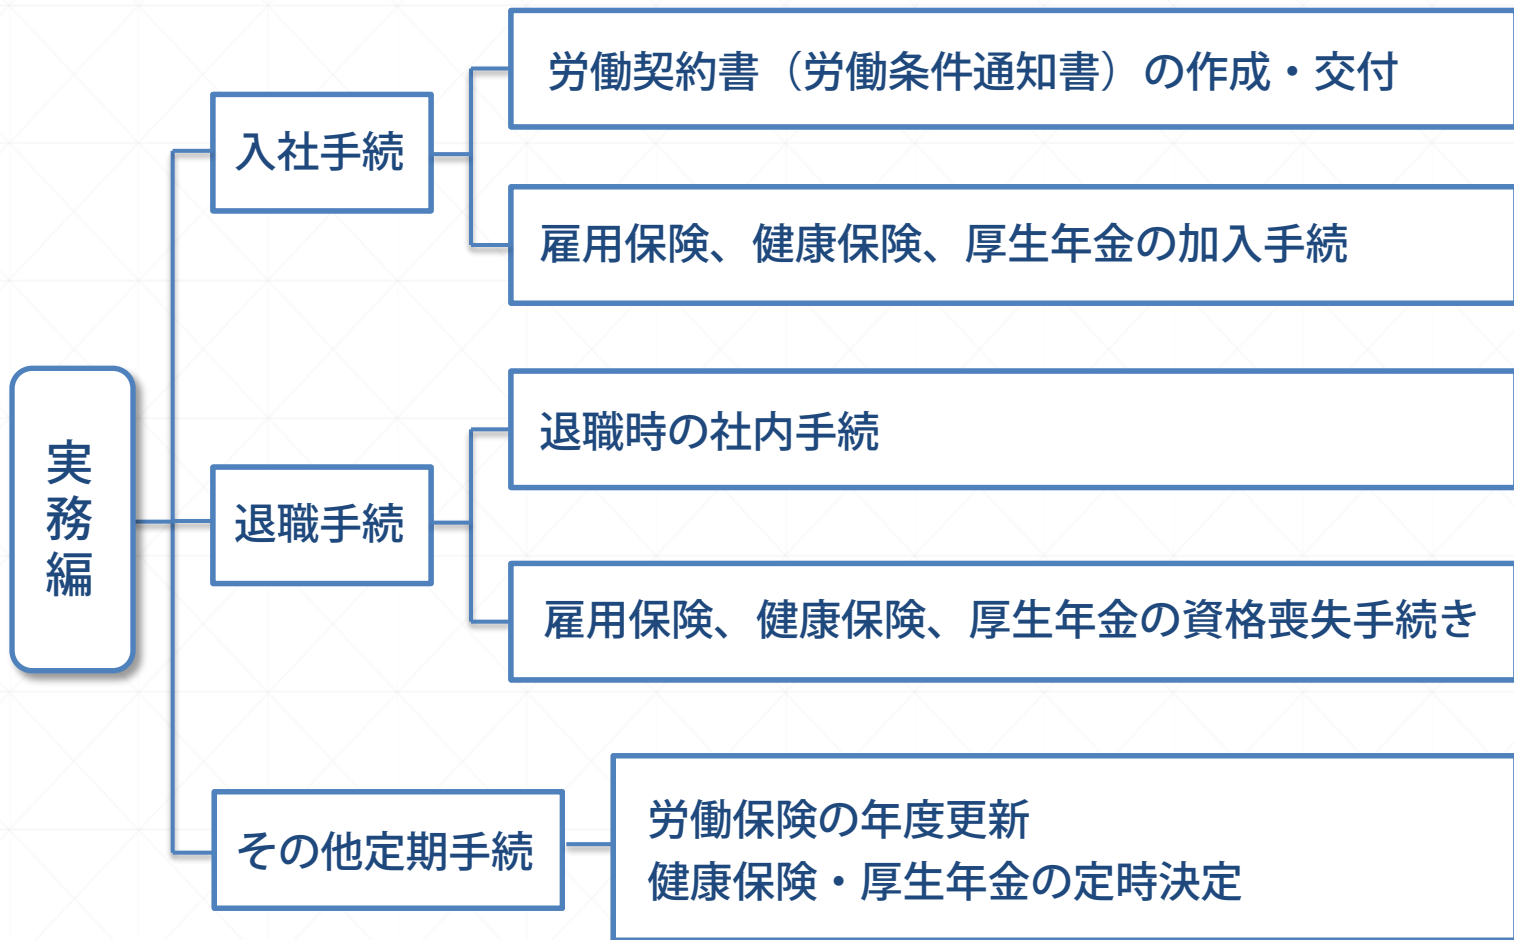 実務編
入社手続
労働契約書（労働条件通知書）の作成・交付
雇用保険、健康保険、厚生年金の加入手続
退職手続
退職時の社内手続
雇用保険、健康保険、厚生年金の資格喪失手続き
その他定期手続
労働保険の年度更新
健康保険・厚生年金の定時決定